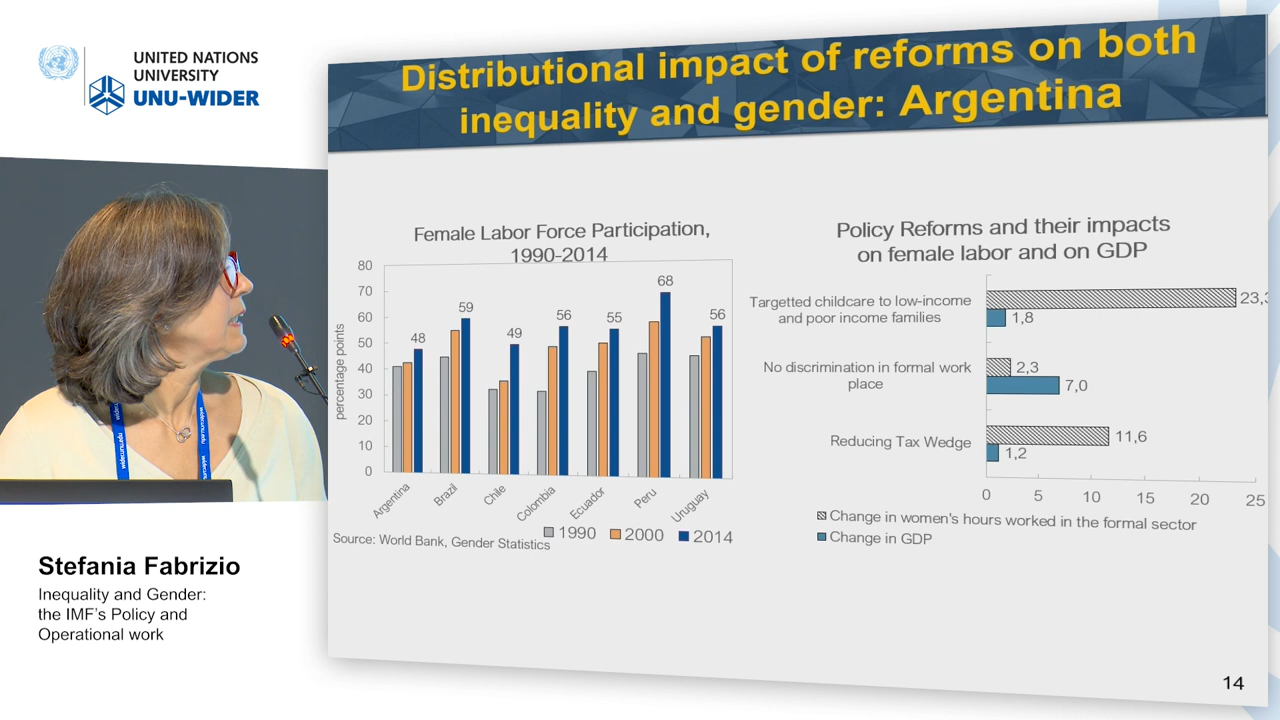 UNITED NATIONS
UNIVERSITY
UNU-WIDER
Distributional impact of reforms on both
inequality and gender: Argentina
Female Labor Force Participation,
1990-2014
percentage points
80
70
60
50
40
30
20
10
0
48
59
49
56
55
68
56
Argentina
Brazil
Chile
Colombia
Ecuador
Peru
Uruguay
1990
2000
2014
Source: World Bank, Gender Statistics
Policy Reforms and their impacts
on female labor and on GDP
Targetted childcare to low-income
and poor income families
23,3
1,8
No discrimination in formal work
place
2,3
7,0
Reducing Tax Wedge
11,6
1,2
0 5 10 15 20 25
Change in women's hours worked in the formal sector
Change in GDP
14
Stefania Fabrizio
Inequality and Gender:
the IMF's Policy and
Operational work